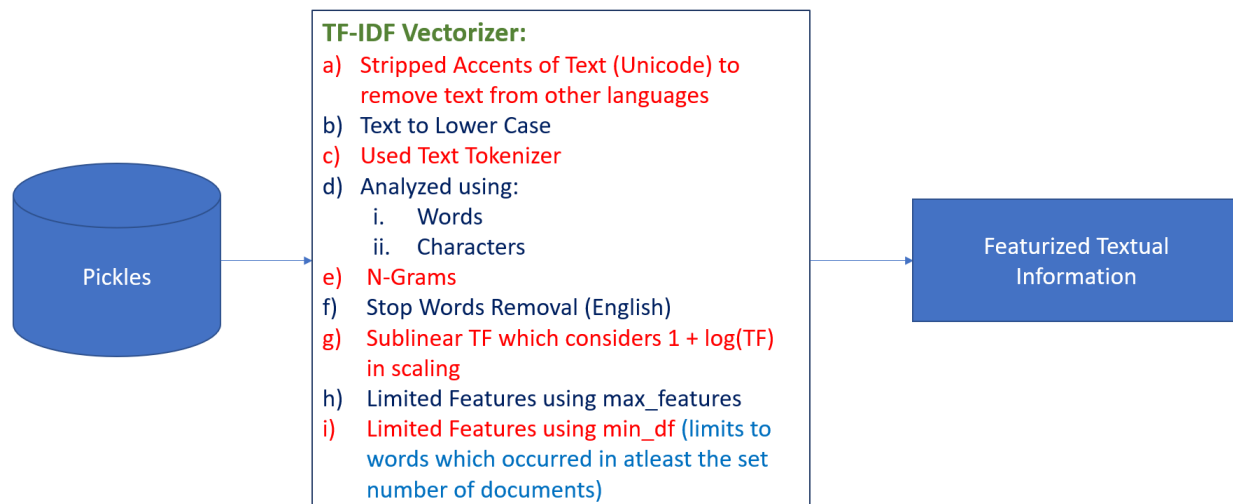 Pickles
TF-IDF Vectorizer:
a) Stripped Accents of Text (Unicode) to
remove text from other languages
b) Text to Lower Case
c) Used Text Tokenizer
d) Analyzed using:
i. Words
ii. Characters
e) N-Grams
f) Stop Words Removal (English)
g) Sublinear TF which considers 1 + log(TF)
in scaling
h) Limited Features using max_features
i) Limited Features using min_df (limits to
words which occurred in atleast the set
number of documents)
Featurized Textual
Information